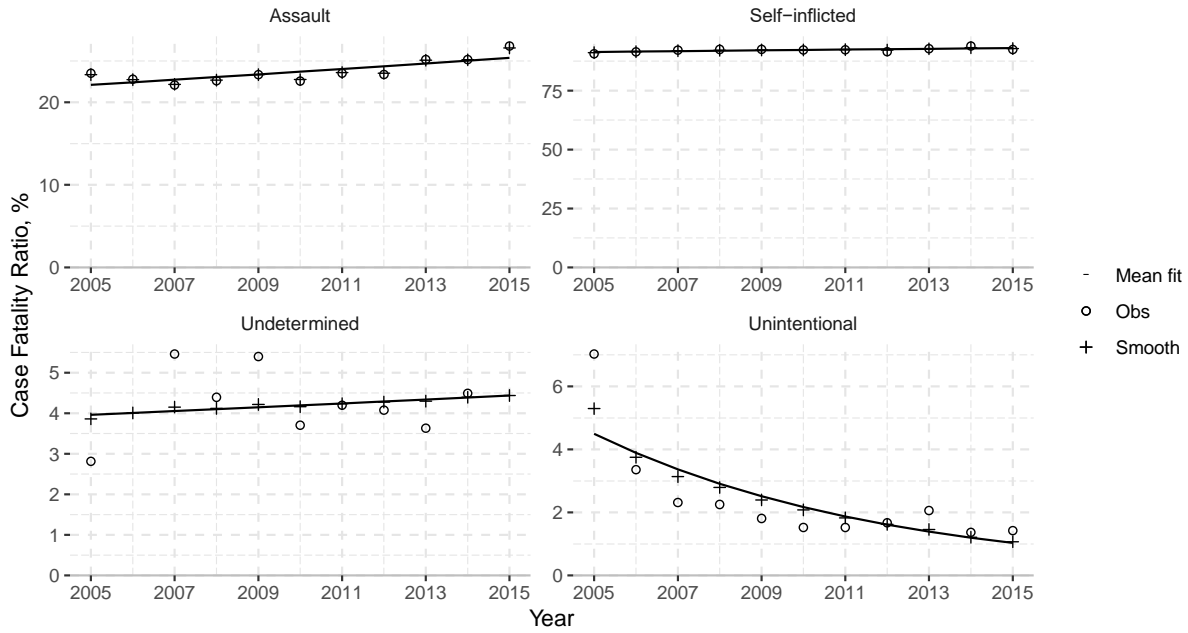 Assault
Self−inflicted
20
10
0
2005 2007 2009 2011 2013 2015
75
50
25
0
2005 2007 2009 2011 2013 2015
Undetermined
Unintentional
5
4
3
2
1
0
2005 2007 2009 2011 2013 2015
6
4
2
0
2005 2007 2009 2011 2013 2015
Case Fatality Ratio, %
Year
Mean fit
Obs
Smooth